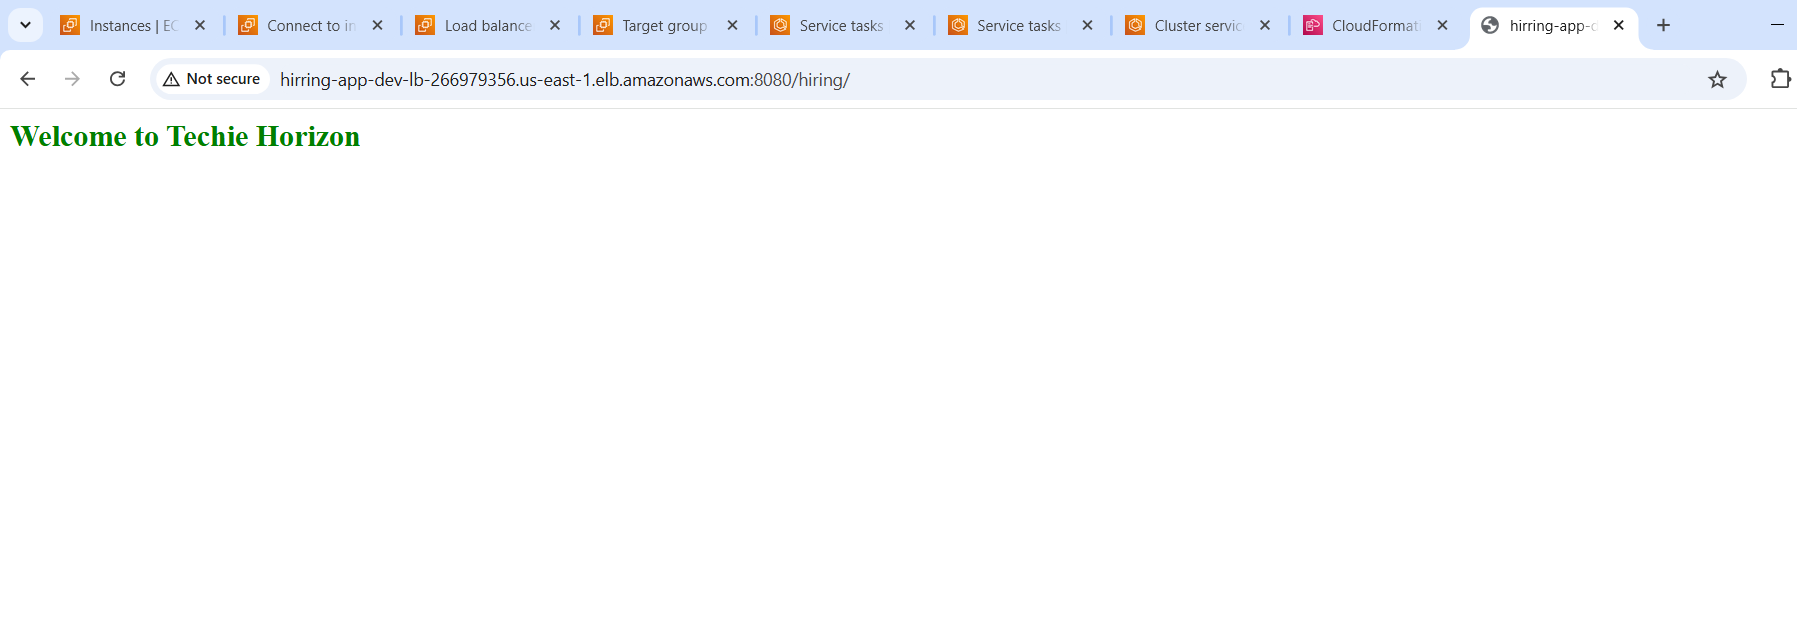 Instances | EC
Connect to in
Load balance
Target group
Service tasks
Service tasks
Cluster servic
CloudFormati
hirring-app-d
Not secure
hirring-app-dev-lb-266979356.us-east-1.elb.amazonaws.com:8080/hiring/
Welcome to Techie Horizon